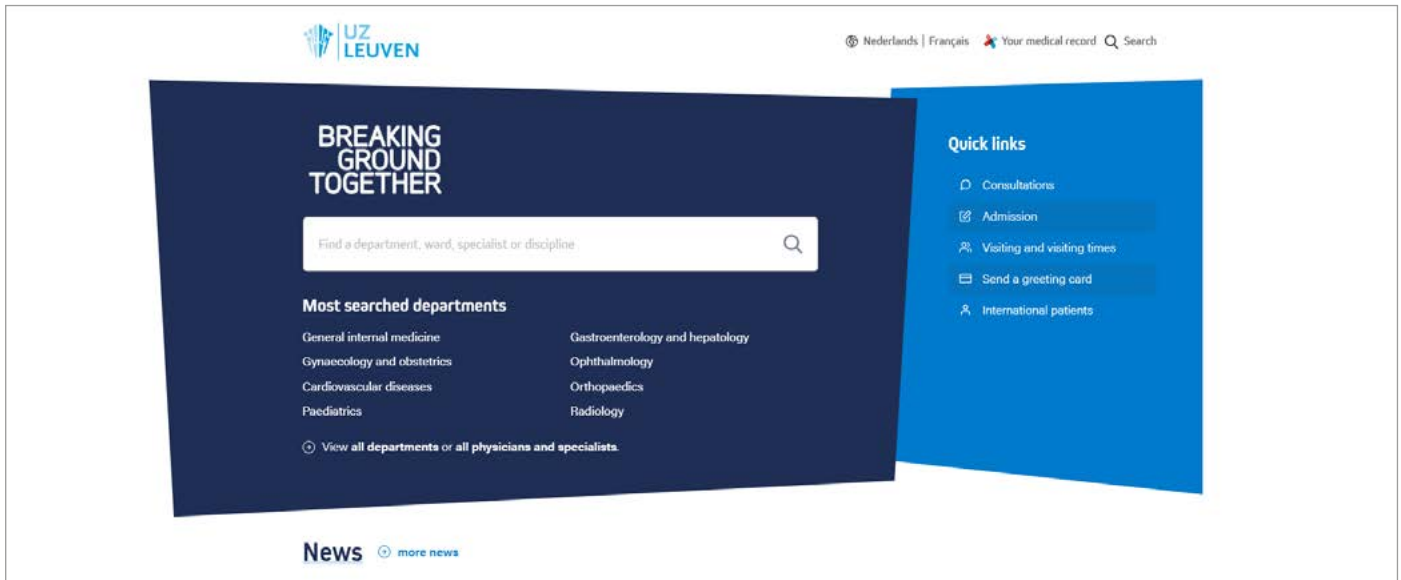 UZ
LEUVEN
Nederlands | Français Your medical record Search
BREAKING
GROUND
TOGETHER
Find a department, ward, specialist or discipline
Most searched departments
General internal medicine
Gynaecology and obstetrics
Cardiovascular diseases
Paediatrics
Gastroenterology and hepatology
Ophthalmology
Orthopaedics
Radiology
View all departments or all physicians and specialists.
Quick links
Consultations
Admission
Visiting and visiting times
Send a greeting card
International patients
News more news